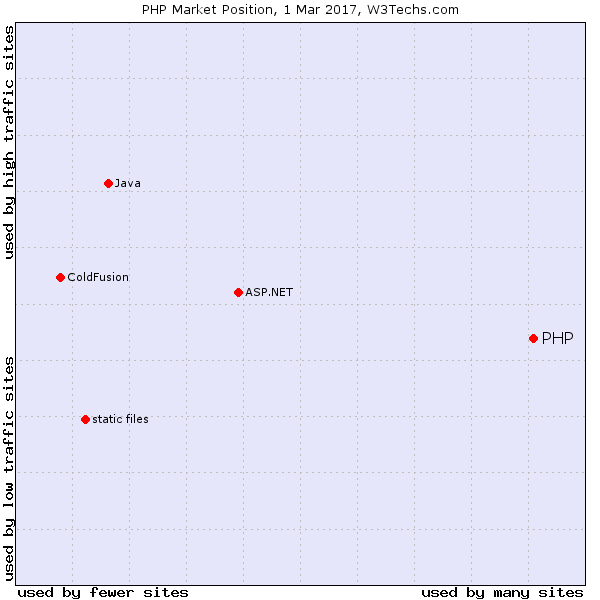 PHP Market Position, 1 Mar 2017, W3Techs.com
used by high traffic sites
Java
ColdFusion
ASP.NET
PHP
static files
used by low traffic sites
used by fewer sites
used by many sites